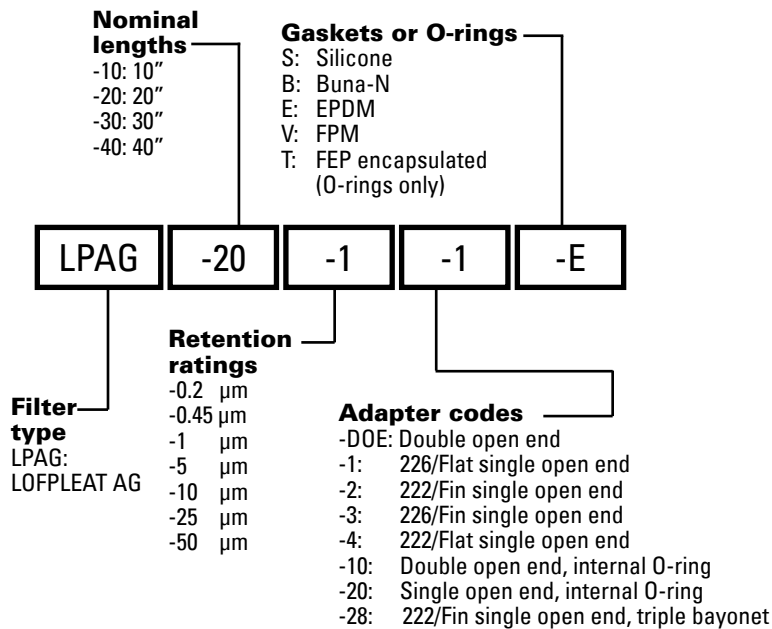 Nominal
lengths
-10: 10”
-20: 20”
-30: 30”
-40: 40”
Gaskets or O-rings
S: Silicone
B: Buna-N
E: EPDM
V: FPM
T: FEP encapsulated
(O-rings only)
LPAG -20 -1 -1 -E
Filter
type
LPAG:
LOFPLEAT AG
Retention
ratings
-0.2 µm
-0.45 µm
-1 µm
-5 µm
-10 µm
-25 µm
-50 µm
Adapter codes
-DOE: Double open end
-1: 226/Flat single open end
-2: 222/Fin single open end
-3: 226/Fin single open end
-4: 222/Flat single open end
-10: Double open end, internal O-ring
-20: Single open end, internal O-ring
-28: 222/Fin single open end, triple bayonet